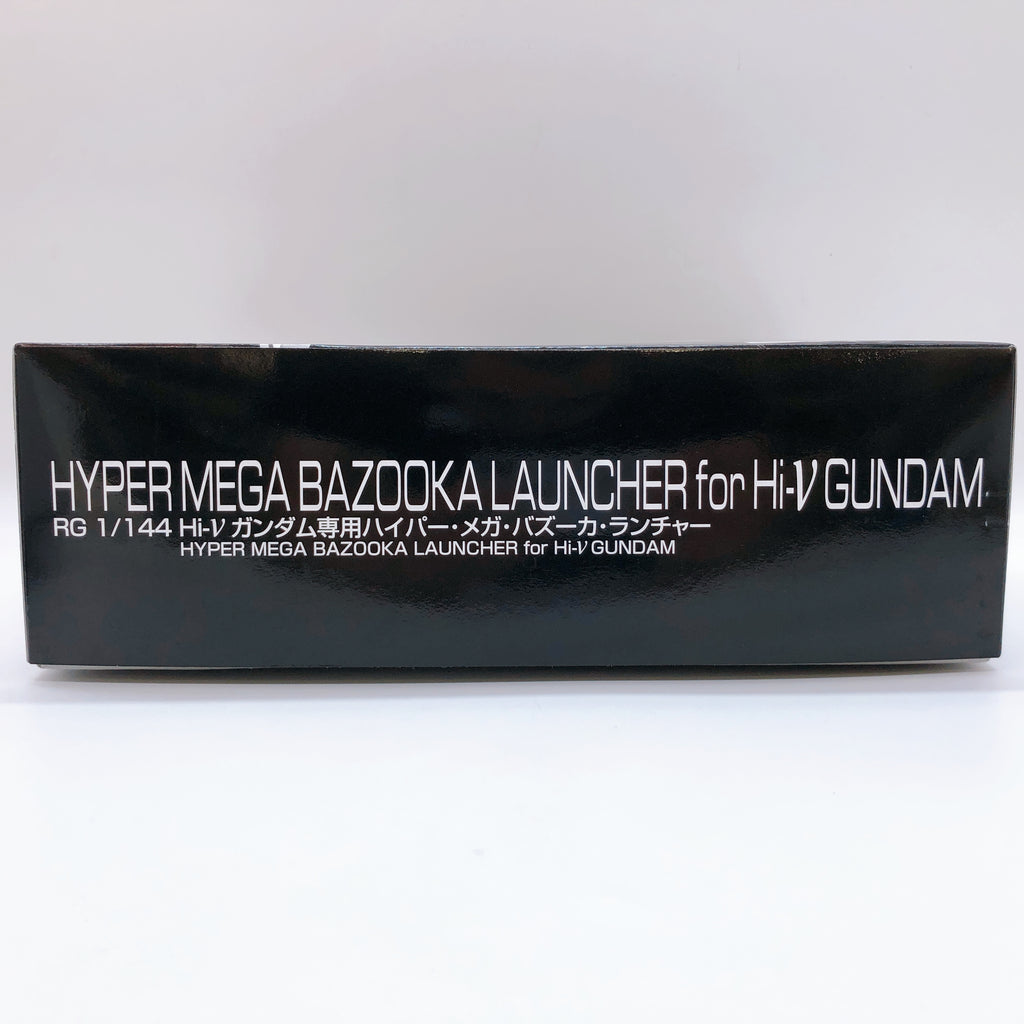 HYPER MEGA BAZOOKA LAUNCHER for Hi-ν GUNDAM
RG 1/144 Hi-ν ガンダム専用ハイパー・メガ・バズーカ・ランチャー
HYPER MEGA BAZOOKA LAUNCHER for Hi-ν GUNDAM